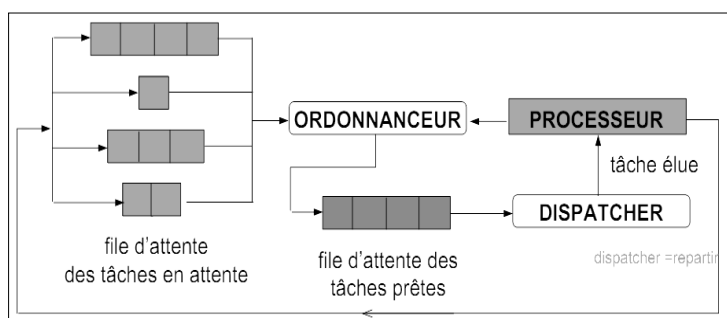 ORDONNANCEUR
PROCESSEUR
tâche élue
DISPATCHER
file d'attente
des tâches en attente
file d'attente des
tâches prêtes
dispatcher =repartir